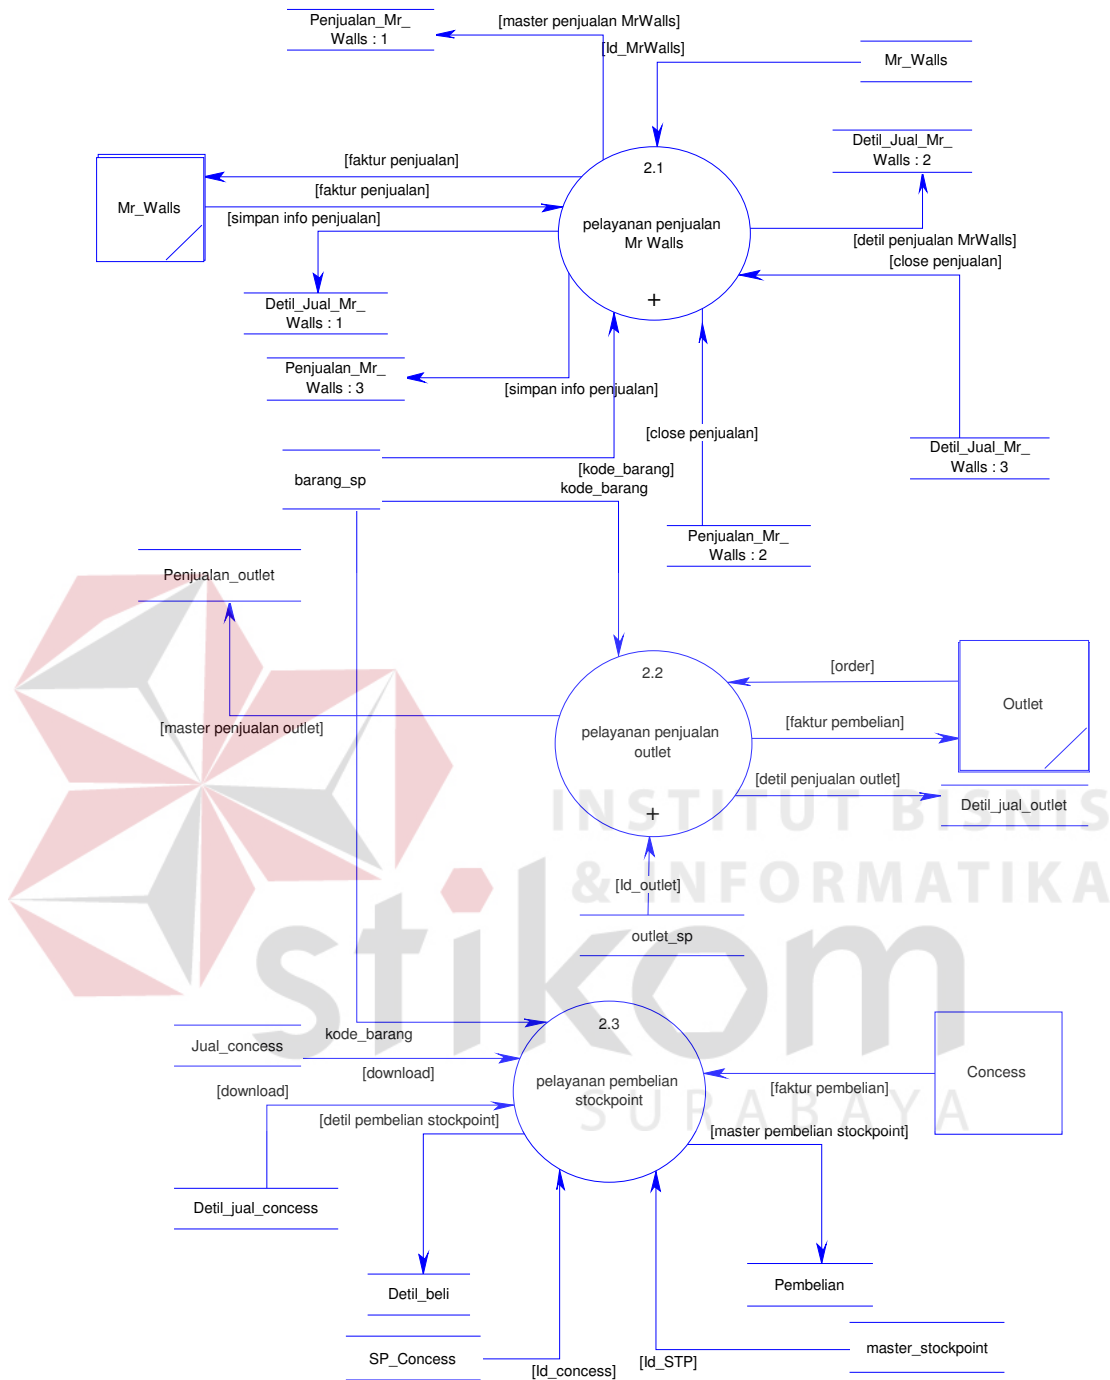 Penjualan_Mr_
Walls : 1
[master penjualan MrWalls]
[Id_MrWalls]
Mr_Walls
Detil_Jual_Mr_
Walls : 2
2.1
[faktur penjualan]
[faktur penjualan]
Mr_Walls
[simpan info penjualan]
pelayanan penjualan
Mr Walls
[detil penjualan MrWalls]
[close penjualan]
+
Detil_Jual_Mr_
Walls : 1
Penjualan_Mr_
Walls : 3
[simpan info penjualan]
[close penjualan]
Detil_Jual_Mr_
Walls : 3
[kode_barang]
barang_sp
kode_barang
Penjualan_Mr_
Walls : 2
Penjualan_outlet
2.2
[order]
Outlet
[master penjualan outlet]
[faktur pembelian]
pelayanan penjualan
outlet
[detil penjualan outlet]
Detil_jual_outlet
+
INSTITUT BISNIS
& INFORMATIKA
[Id_outlet]
outlet_sp
stikom
2.3
kode_barang
Jual_concess
[download]
pelayanan pembelian
stockpoint
Concess
[faktur pembelian]
[download]
SURABAYA
[detil pembelian stockpoint]
[master pembelian stockpoint]
Detil_jual_concess
Detil_beli
Pembelian
SP_Concess
[Id_concess]
[Id_STP]
master_stockpoint